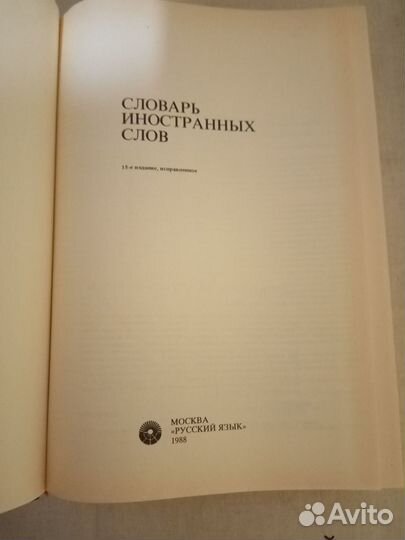 СЛОВАРЬ
ИНОСТРАННЫХ
СЛОВ
15-е издание, исправленное
МОСКВА
«РУССКИЙ ЯЗЫК»
1988
Avito